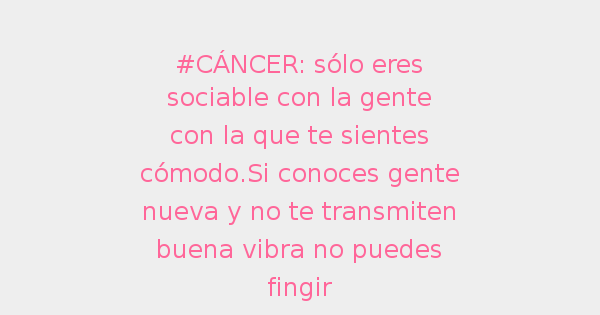 #CÁNCER: sólo eres
sociable con la gente
con la que te sientes
cómodo.Si conoces gente
nueva y no te transmiten
buena vibra no puedes
fingir